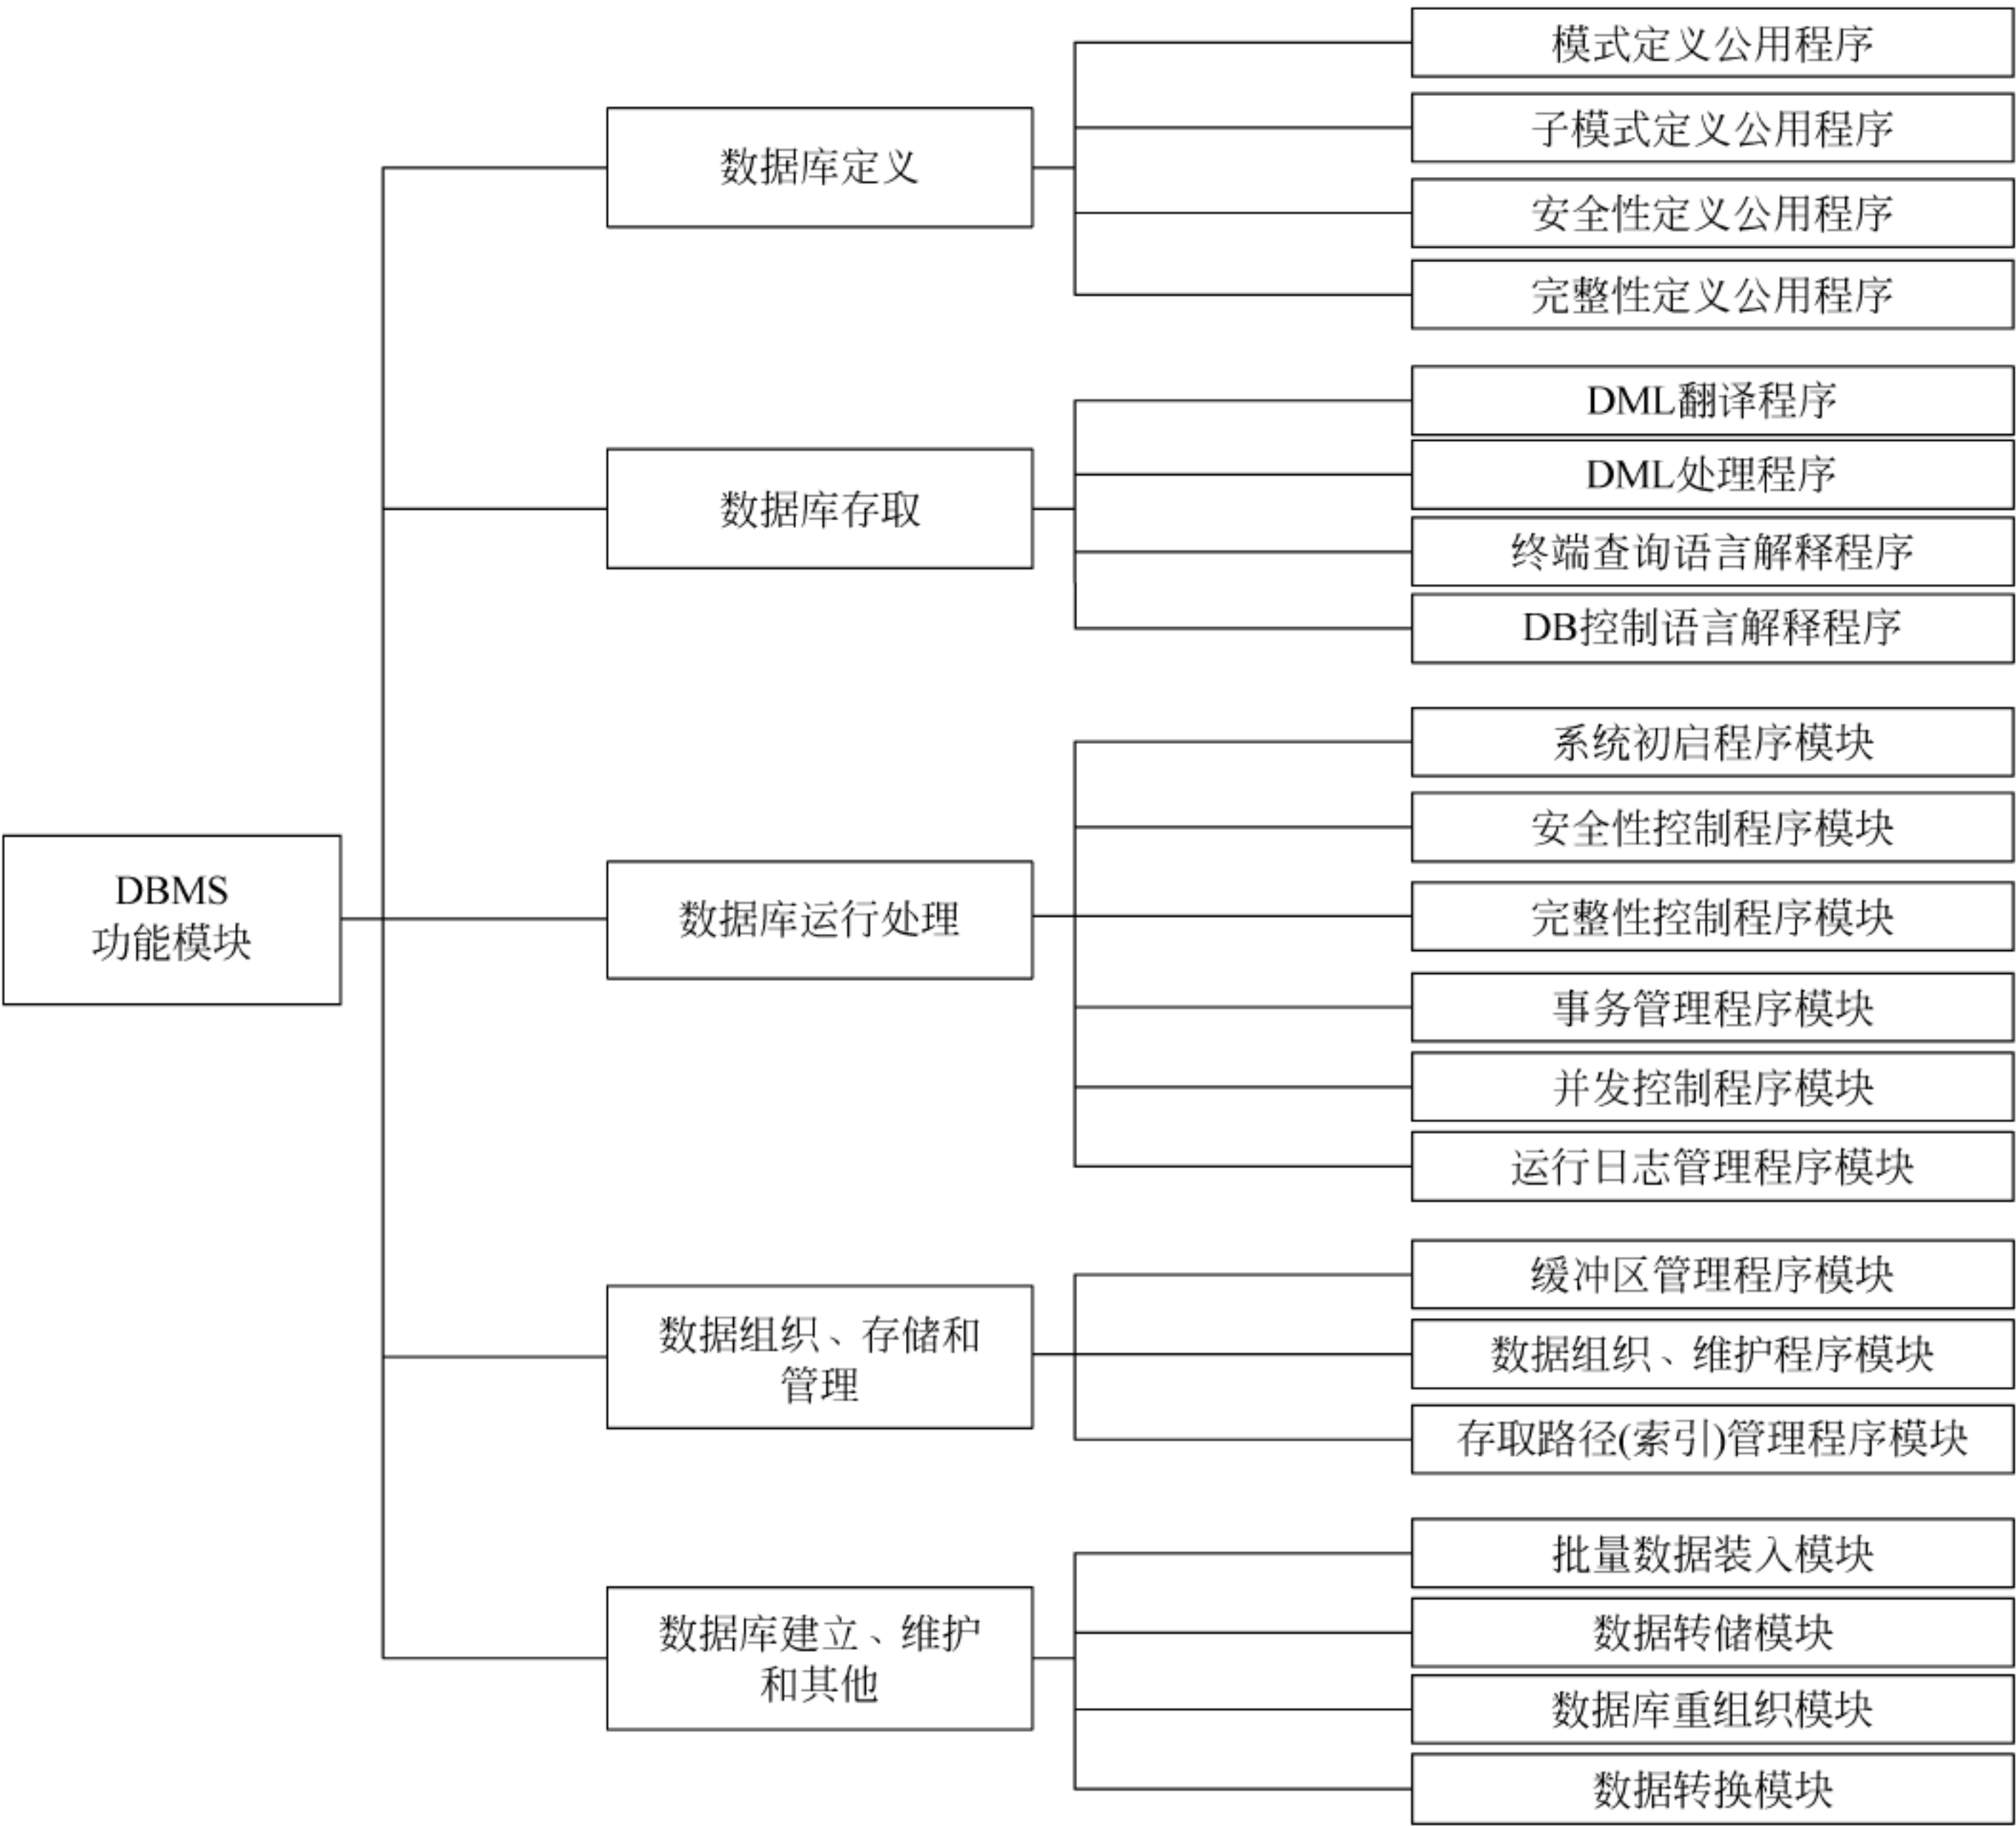 DBMS
功能模块
数据库定义
模式定义公用程序
子模式定义公用程序
安全性定义公用程序
完整性定义公用程序
数据库存取
DML翻译程序
DML处理程序
终端查询语言解释程序
DB控制语言解释程序
数据库运行处理
系统初启程序模块
安全性控制程序模块
完整性控制程序模块
事务管理程序模块
并发控制程序模块
运行日志管理程序模块
数据组织、存储和
管理
缓冲区管理程序模块
数据组织、维护程序模块
存取路径(索引)管理程序模块
数据库建立、维护
和其他
批量数据装入模块
数据转储模块
数据库重组织模块
数据转换模块